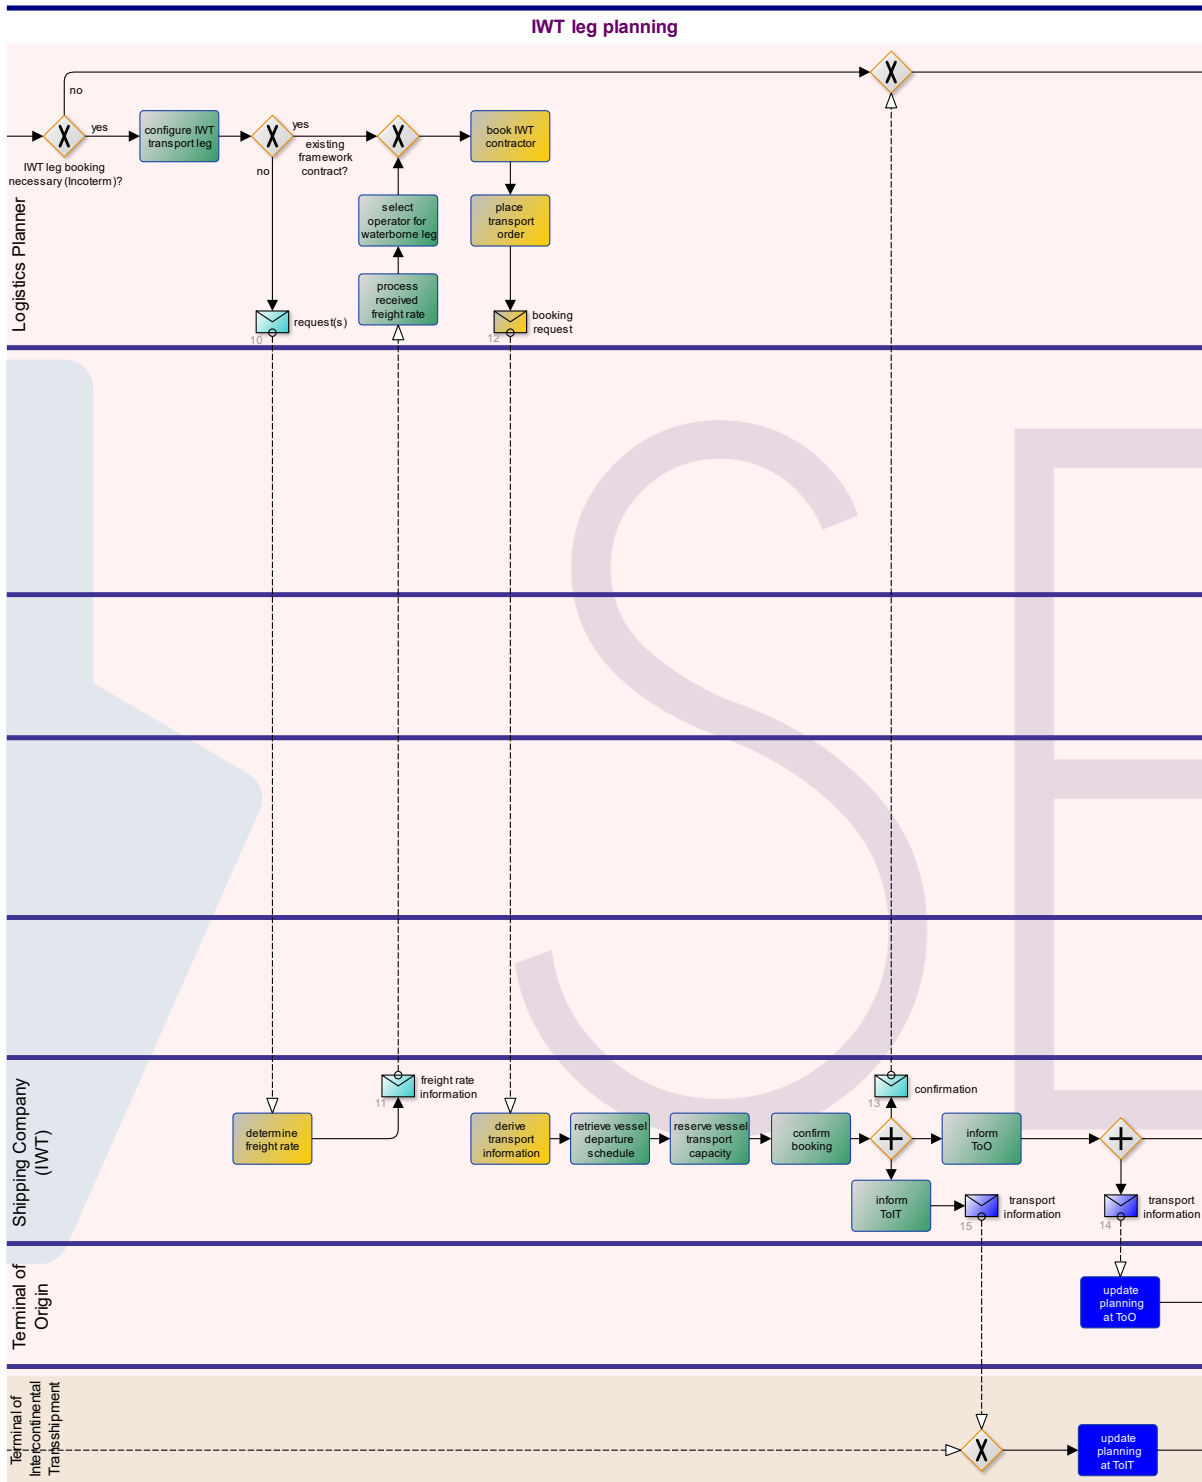 IWT leg planning
no
yes
configure IWT
transport leg
yes
existing
framework
contract?
no
book IWT
contractor
IWT leg booking
necessary (Incoterm)?
select
operator for
waterborne leg
place
transport
order
process
received
freight rate
request(s)
10
booking
request
12
Logistics Planner
freight rate
information
11
confirmation
13
determine
freight rate
derive
transport
information
retrieve vessel
departure
schedule
reserve vessel
transport
capacity
confirm
booking
inform
ToO
inform
ToIT
transport
information
15
transport
information
14
Shipping Company
(IWT)
Terminal of
Origin
update
planning
at ToO
Terminal of
Intercontinental
Transshipment
update
planning
at ToIT
SE